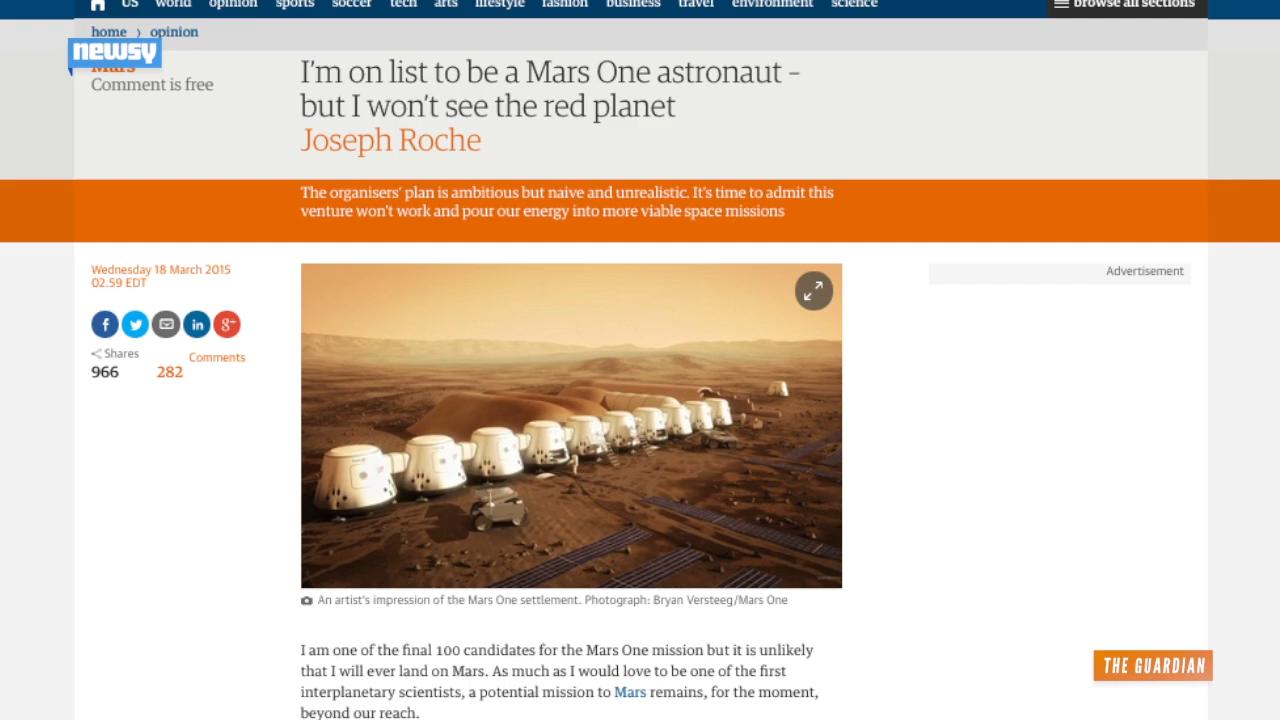 US world opinion sports soccer tech arts lifestyle fashion business travel environment science browse all sections
home › opinion
newsy
Mars
Comment is free
I'm on list to be a Mars One astronaut –
but I won't see the red planet
Joseph Roche
The organisers' plan is ambitious but naive and unrealistic. It's time to admit this
venture won't work and pour our energy into more viable space missions
Wednesday 18 March 2015
02.59 EDT
Shares
966
Comments
282
Advertisement
An artist's impression of the Mars One settlement. Photograph: Bryan Versteeg/Mars One
I am one of the final 100 candidates for the Mars One mission but it is unlikely
that I will ever land on Mars. As much as I would love to be one of the first
interplanetary scientists, a potential mission to Mars remains, for the moment,
beyond our reach.
THE GUARDIAN